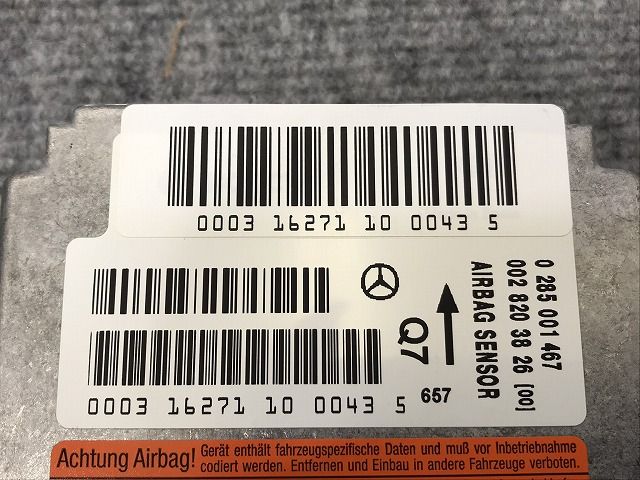 0003 16271 10 0043 5
0 285 001 467
002 820 38 26 [00]
AIRBAG SENSOR
Q7
657
0003 16271 10 0043 5
Achtung Airbag! Gerät enthält fahrzeugspezifische Daten und muß vor Inbetriebnahme
codiert werden. Entfernen und Einbau in andere Fahrzeuge verboten.